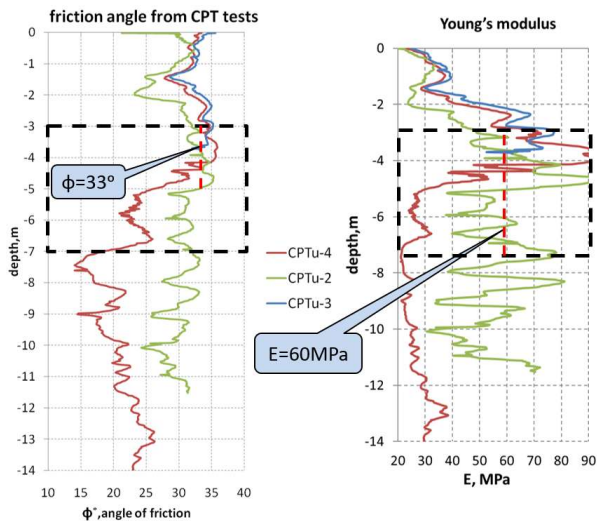 friction angle from CPT tests
0
-1
-2
-3
-4
-5
-6
-7
-8
-9
-10
-11
-12
-13
-14
depth,m
10 15 20 25 30 35 40
ϕ°,angle of friction
ϕ=33°
CPTu-4
CPTu-2
CPTu-3
Young's modulus
0
-2
-4
-6
-8
-10
-12
-14
depth, m
20 30 40 50 60 70 80 90
E, MPa
E=60MPa